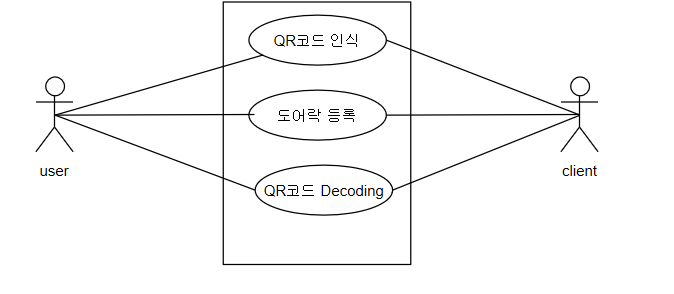 QR코드 인식
도어락 등록
QR코드 Decoding
user
client